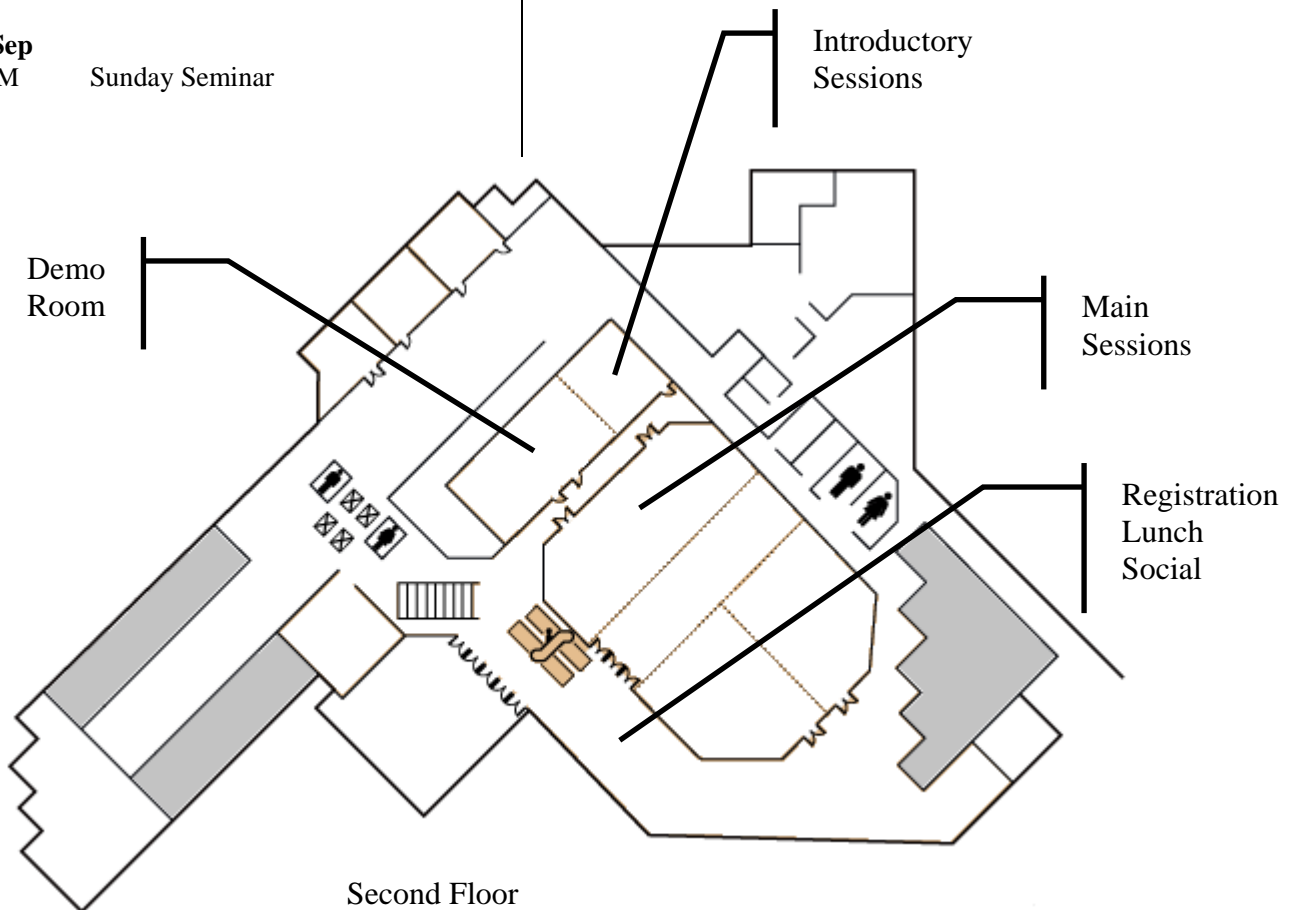 Sep
M Sunday Seminar
Introductory
Sessions
Demo
Room
Main
Sessions
Registration
Lunch
Social
Second Floor